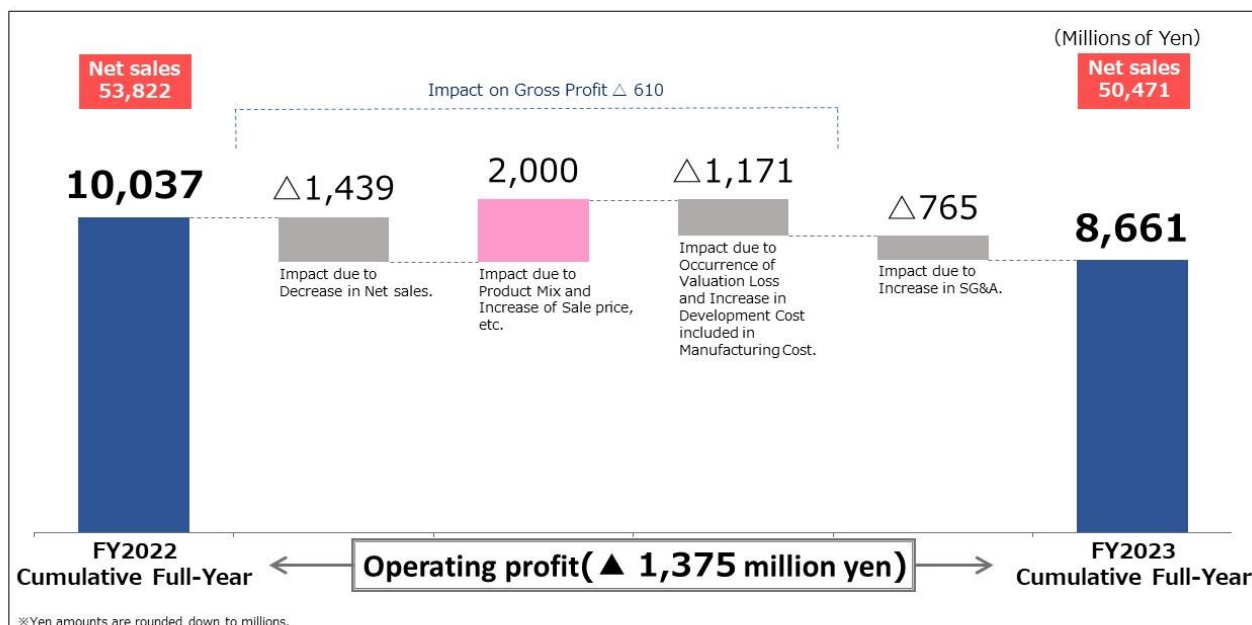 (Millions of Yen)
Net sales
53,822
Net sales
50,471
Impact on Gross Profit △ 610
10,037
△1,439
2,000
△1,171
△765
8,661
Impact due to
Decrease in Net sales.
Impact due to
Product Mix and
Increase of Sale price,
etc.
Impact due to
Occurrence of
Valuation Loss
and Increase in
Development Cost
included in
Manufacturing Cost.
Impact due to
Increase in SG&A.
FY2022
Cumulative Full-Year
Operating profit(▲ 1,375 million yen)
FY2023
Cumulative Full-Year
※Yen amounts are rounded down to millions.